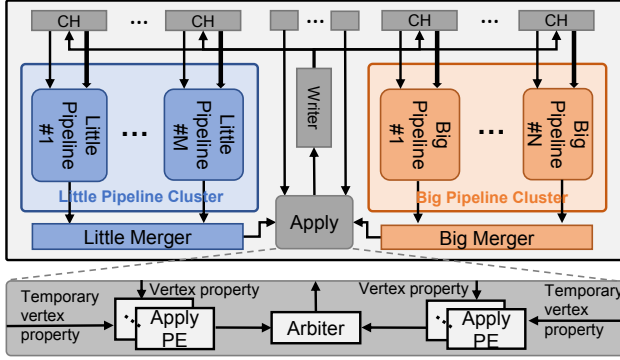 CH ... CH ... CH ... CH
Writer
Little Pipeline #1 ... Little Pipeline #M
Big Pipeline #1 ... Big Pipeline #N
Little Pipeline Cluster
Big Pipeline Cluster
Little Merger
Apply
Big Merger
Temporary vertex property
Vertex property
Apply PE
Arbiter
Vertex property
Apply PE
Temporary vertex property